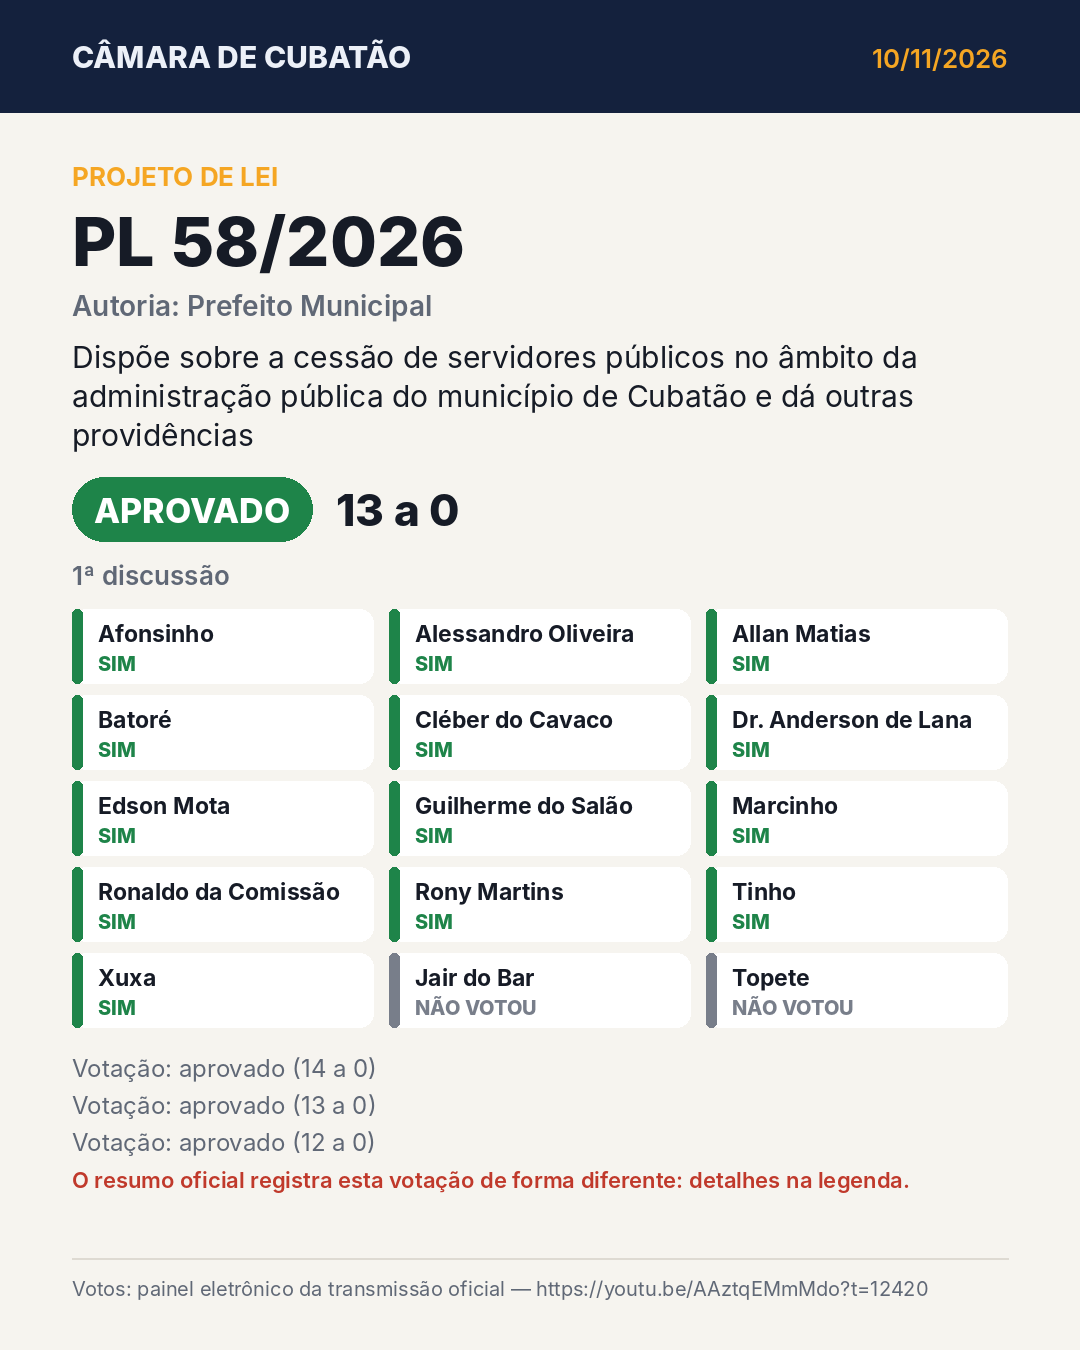 CÂMARA DE CUBATÃO
10/11/2026
PROJETO DE LEI
PL 58/2026
Autoria: Prefeito Municipal
Dispõe sobre a cessão de servidores públicos no âmbito da
administração pública do município de Cubatão e dá outras
providências
APROVADO 13 a 0
1ª discussão
Afonsinho
SIM
Alessandro Oliveira
SIM
Allan Matias
SIM
Batoré
SIM
Cléber do Cavaco
SIM
Dr. Anderson de Lana
SIM
Edson Mota
SIM
Guilherme do Salão
SIM
Marcinho
SIM
Ronaldo da Comissão
SIM
Rony Martins
SIM
Tinho
SIM
Xuxa
SIM
Jair do Bar
NÃO VOTOU
Topete
NÃO VOTOU
Votação: aprovado (14 a 0)
Votação: aprovado (13 a 0)
Votação: aprovado (12 a 0)
O resumo oficial registra esta votação de forma diferente: detalhes na legenda.
Votos: painel eletrônico da transmissão oficial — https://youtu.be/AAztqEMmMdo?t=12420